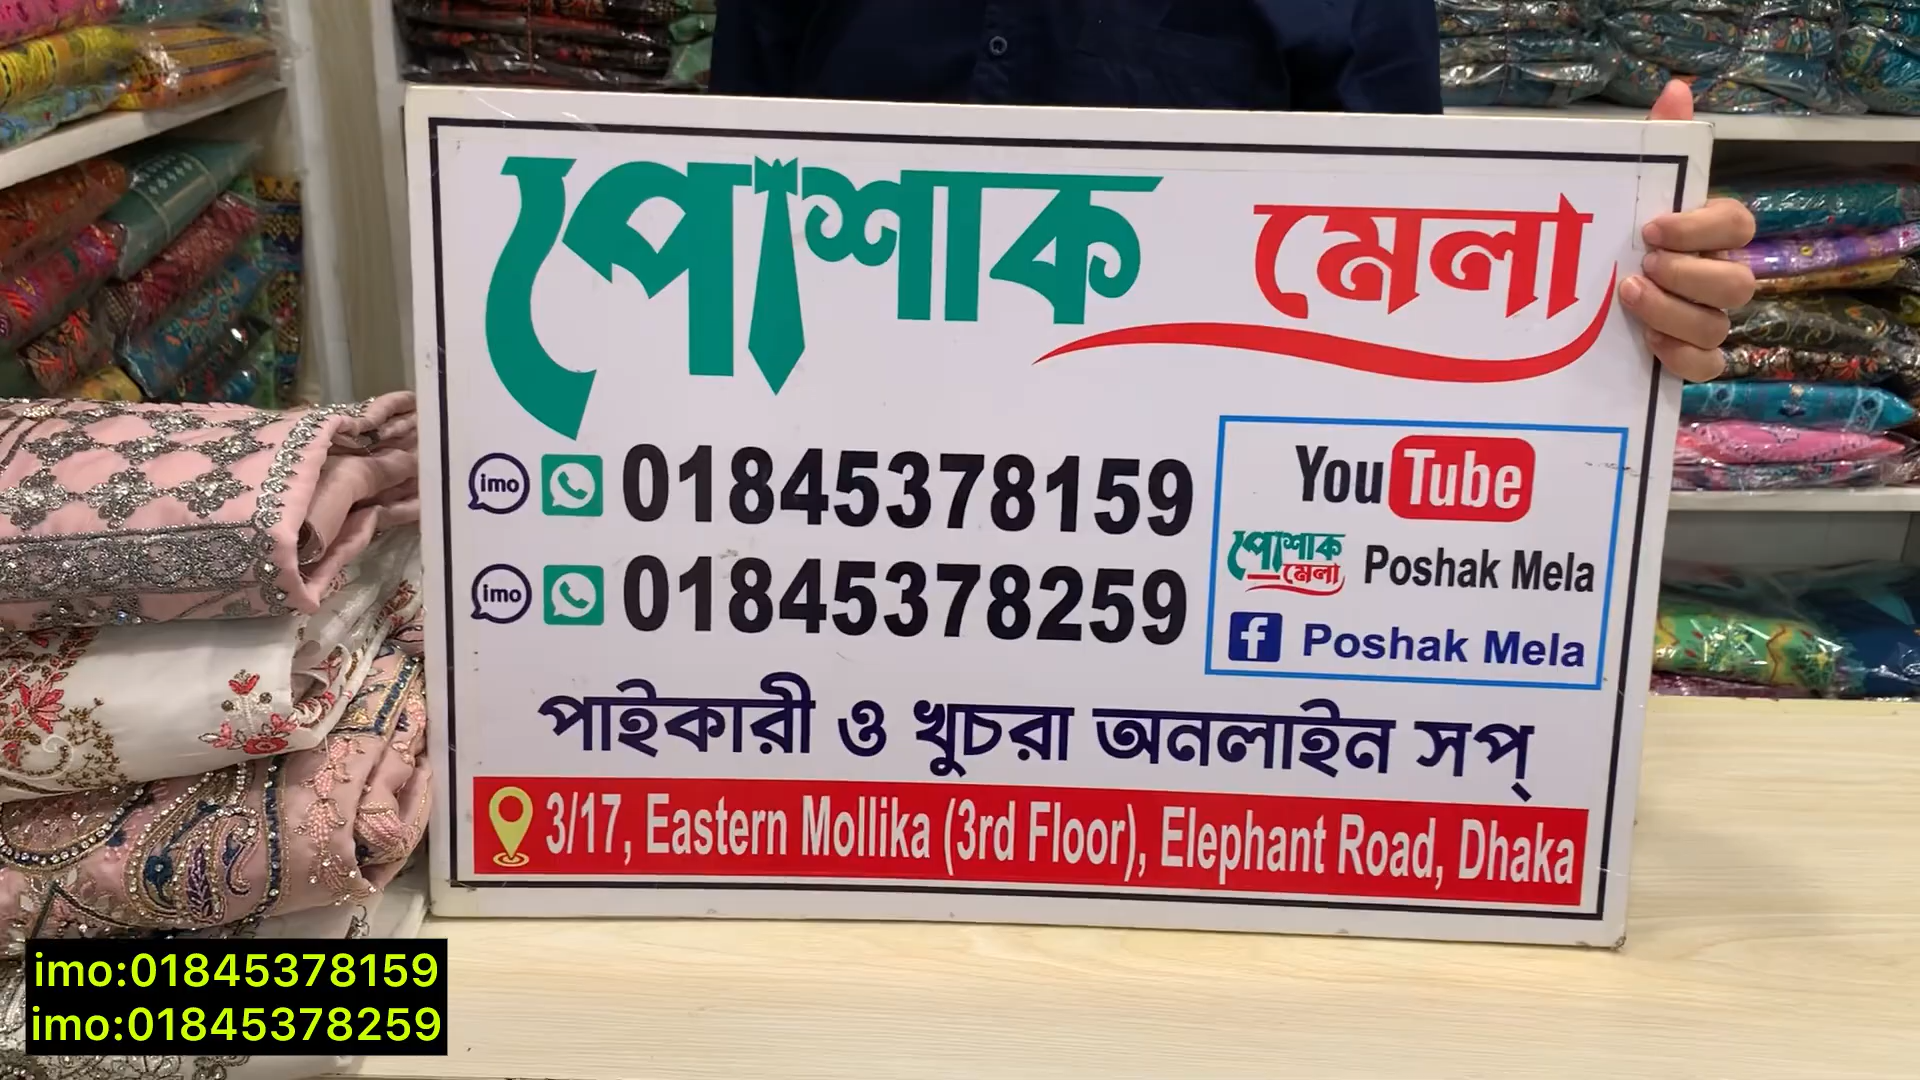 পোশাক মেলা
imo 01845378159
imo 01845378259
YouTube
পোশাক মেলা Poshak Mela
f Poshak Mela
পাইকারী ও খুচরা অনলাইন সপ্
3/17, Eastern Mollika (3rd Floor), Elephant Road, Dhaka
imo:01845378159
imo:01845378259